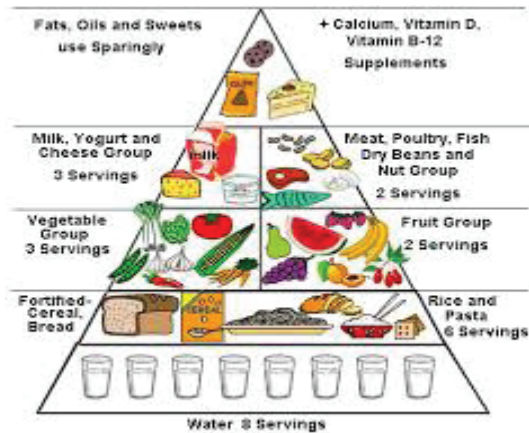 Fats, Oils and Sweets
use Sparingly
+ Calcium, Vitamin D,
Vitamin B-12
Supplements
Milk, Yogurt and
Cheese Group
3 Servings
milk
Meat, Poultry, Fish
Dry Beans and
Nut Group
2 Servings
Vegetable
Group
3 Servings
Fruit Group
2 Servings
Fortified-
Cereal,
Bread
CEREAL
Rice and
Pasta
6 Servings
Water 8 Servings